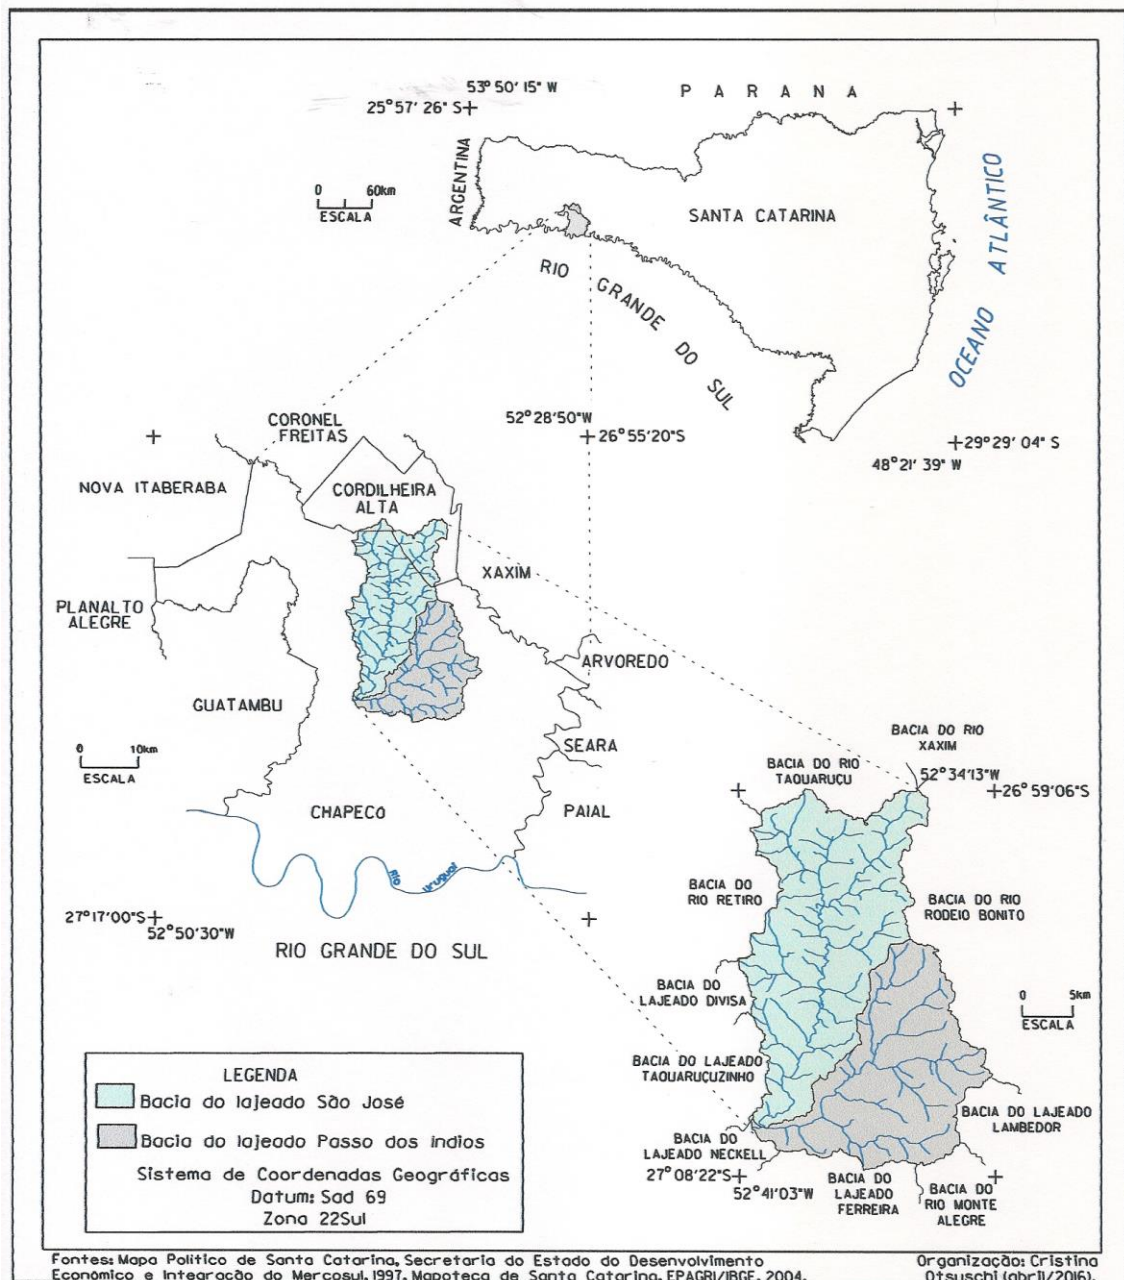 53° 50' 15" W
25° 57' 26" S
PARANA
ARGENTINA
0 60km
ESCALA
SANTA CATARINA
OCEANO ATLÂNTICO
RIO GRANDE DO SUL
29° 29' 04" S
48° 21' 39" W
52° 28' 50" W
26° 55' 20" S
CORONEL
FREITAS
NOVA ITABERABA
CORDILHEIRA
ALTA
XAXIM
PLANALTO
ALEGRE
ARVOREDO
GUATAMBU
SEARA
0 10km
ESCALA
CHAPECO
PAIAL
RIO Uruguai
27° 17' 00" S
52° 50' 30" W
RIO GRANDE DO SUL
BACIA DO RIO
XAXIM
BACIA DO RIO
TAQUARUÇU
52° 34' 13" W
26° 59' 06" S
BACIA DO
RIO RETIRO
BACIA DO RIO
RODEIO BONITO
BACIA DO
LAJEADO DIVISA
0 5km
ESCALA
BACIA DO LAJEADO
TAQUARUÇUZINHO
BACIA DO LAJEADO
LAMBEDOR
BACIA DO
LAJEADO NECKELL
27° 08' 22" S
52° 41' 03" W
BACIA DO
LAJEADO
FERREIRA
BACIA DO
RIO MONTE
ALEGRE
LEGENDA
Bacia do lajeado São José
Bacia do lajeado Passo dos índios
Sistema de Coordenadas Geográficas
Datum: Sad 69
Zona 22Sul
Fontes: Mapa Político de Santa Catarina, Secretaria do Estado do Desenvolvimento
Econômico e Integração do Mercosul, 1997, Mapoteca de Santa Catarina, EPAGRI/IBGE, 2004.
Organização: Cristina
Otsuschi (abril/2016).